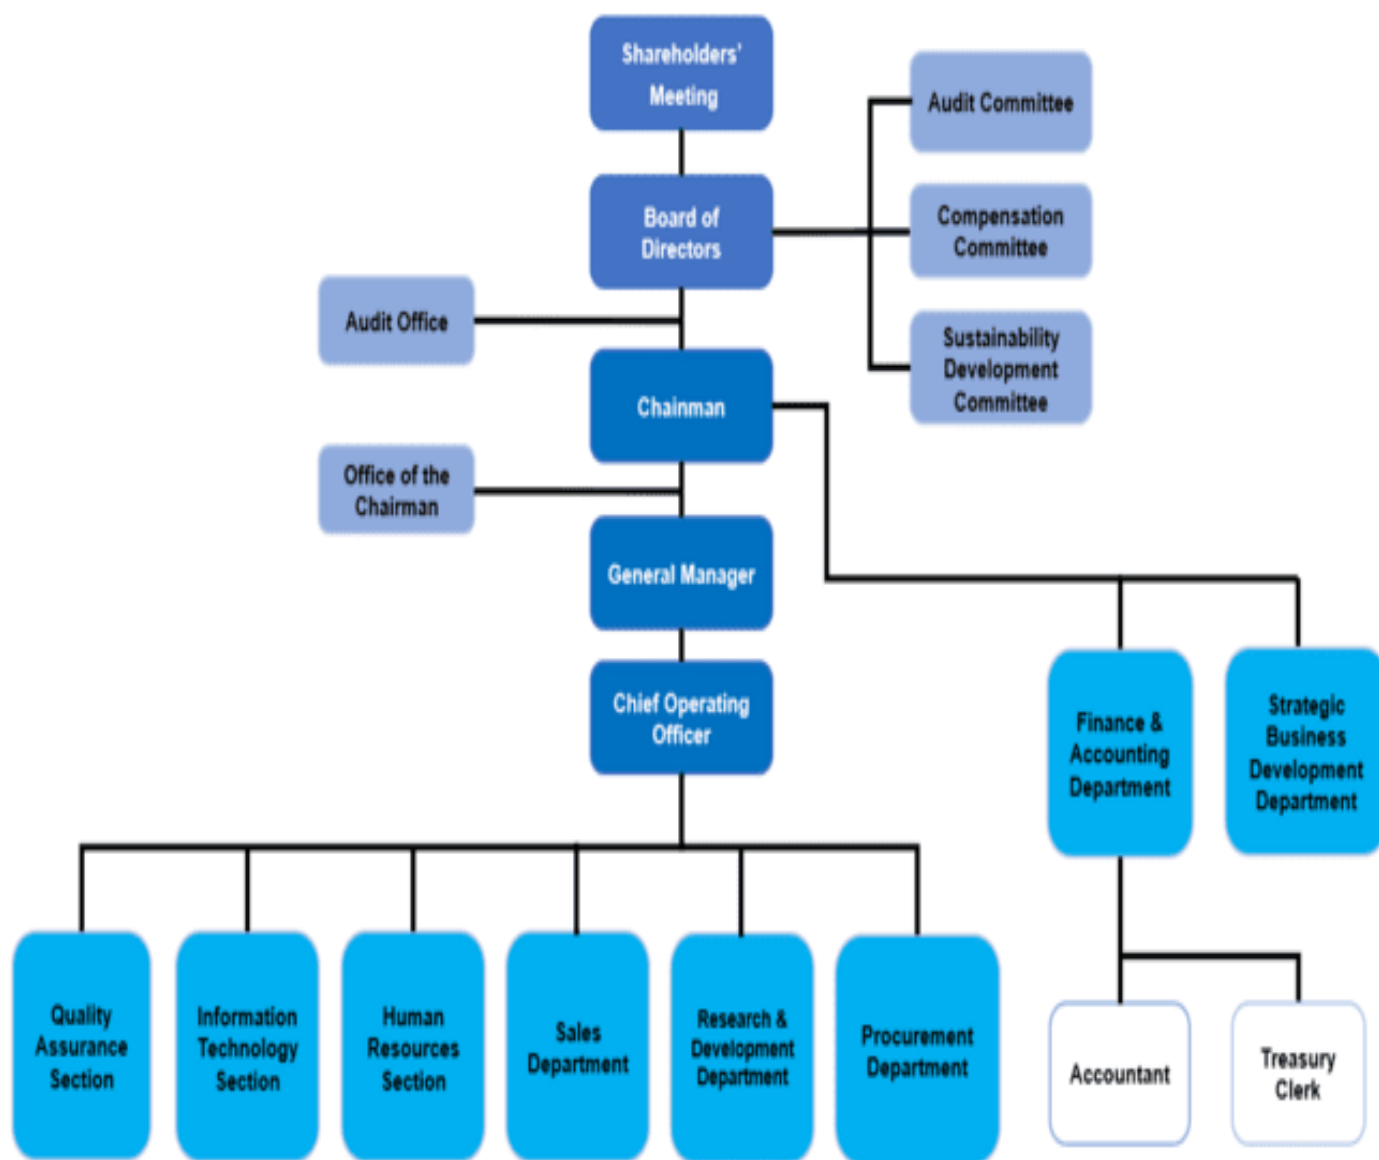 Shareholders'
Meeting
Audit Committee
Board of
Directors
Compensation
Committee
Audit Office
Sustainability
Development
Committee
Chainman
Office of the
Chairman
General Manager
Chief Operating
Officer
Finance &
Accounting
Department
Strategic
Business
Development
Department
Quality
Assurance
Section
Information
Technology
Section
Human
Resources
Section
Sales
Department
Research &
Development
Department
Procurement
Department
Accountant
Treasury
Clerk